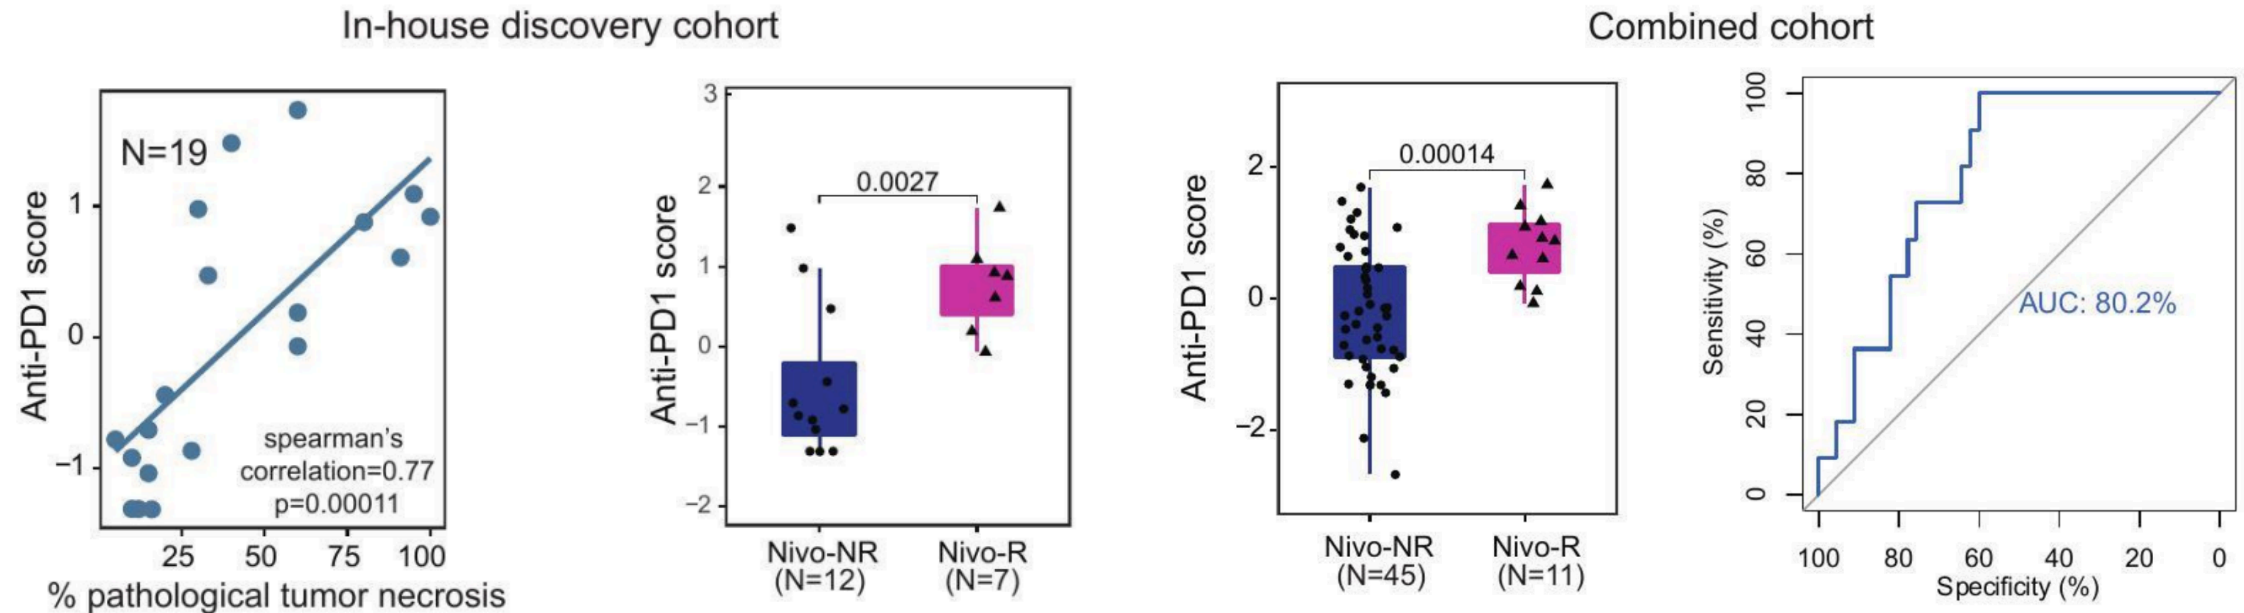 In-house discovery cohort
Combined cohort
Anti-PD1 score
1
0
−1
N=19
spearman's
correlation=0.77
p=0.00011
25 50 75 100
% pathological tumor necrosis
Anti-PD1 score
3
2
1
0
−1
−2
0.0027
Nivo-NR Nivo-R
(N=12) (N=7)
Anti-PD1 score
2
0
−2
0.00014
Nivo-NR Nivo-R
(N=45) (N=11)
Sensitivity (%)
100
80
60
40
20
0
AUC: 80.2%
100 80 60 40 20 0
Specificity (%)